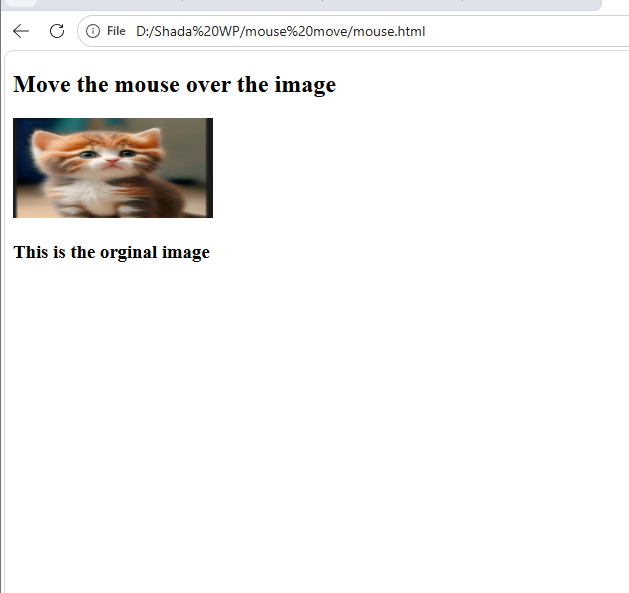 File D:/Shada%20WP/mouse%20move/mouse.html
Move the mouse over the image
This is the orginal image